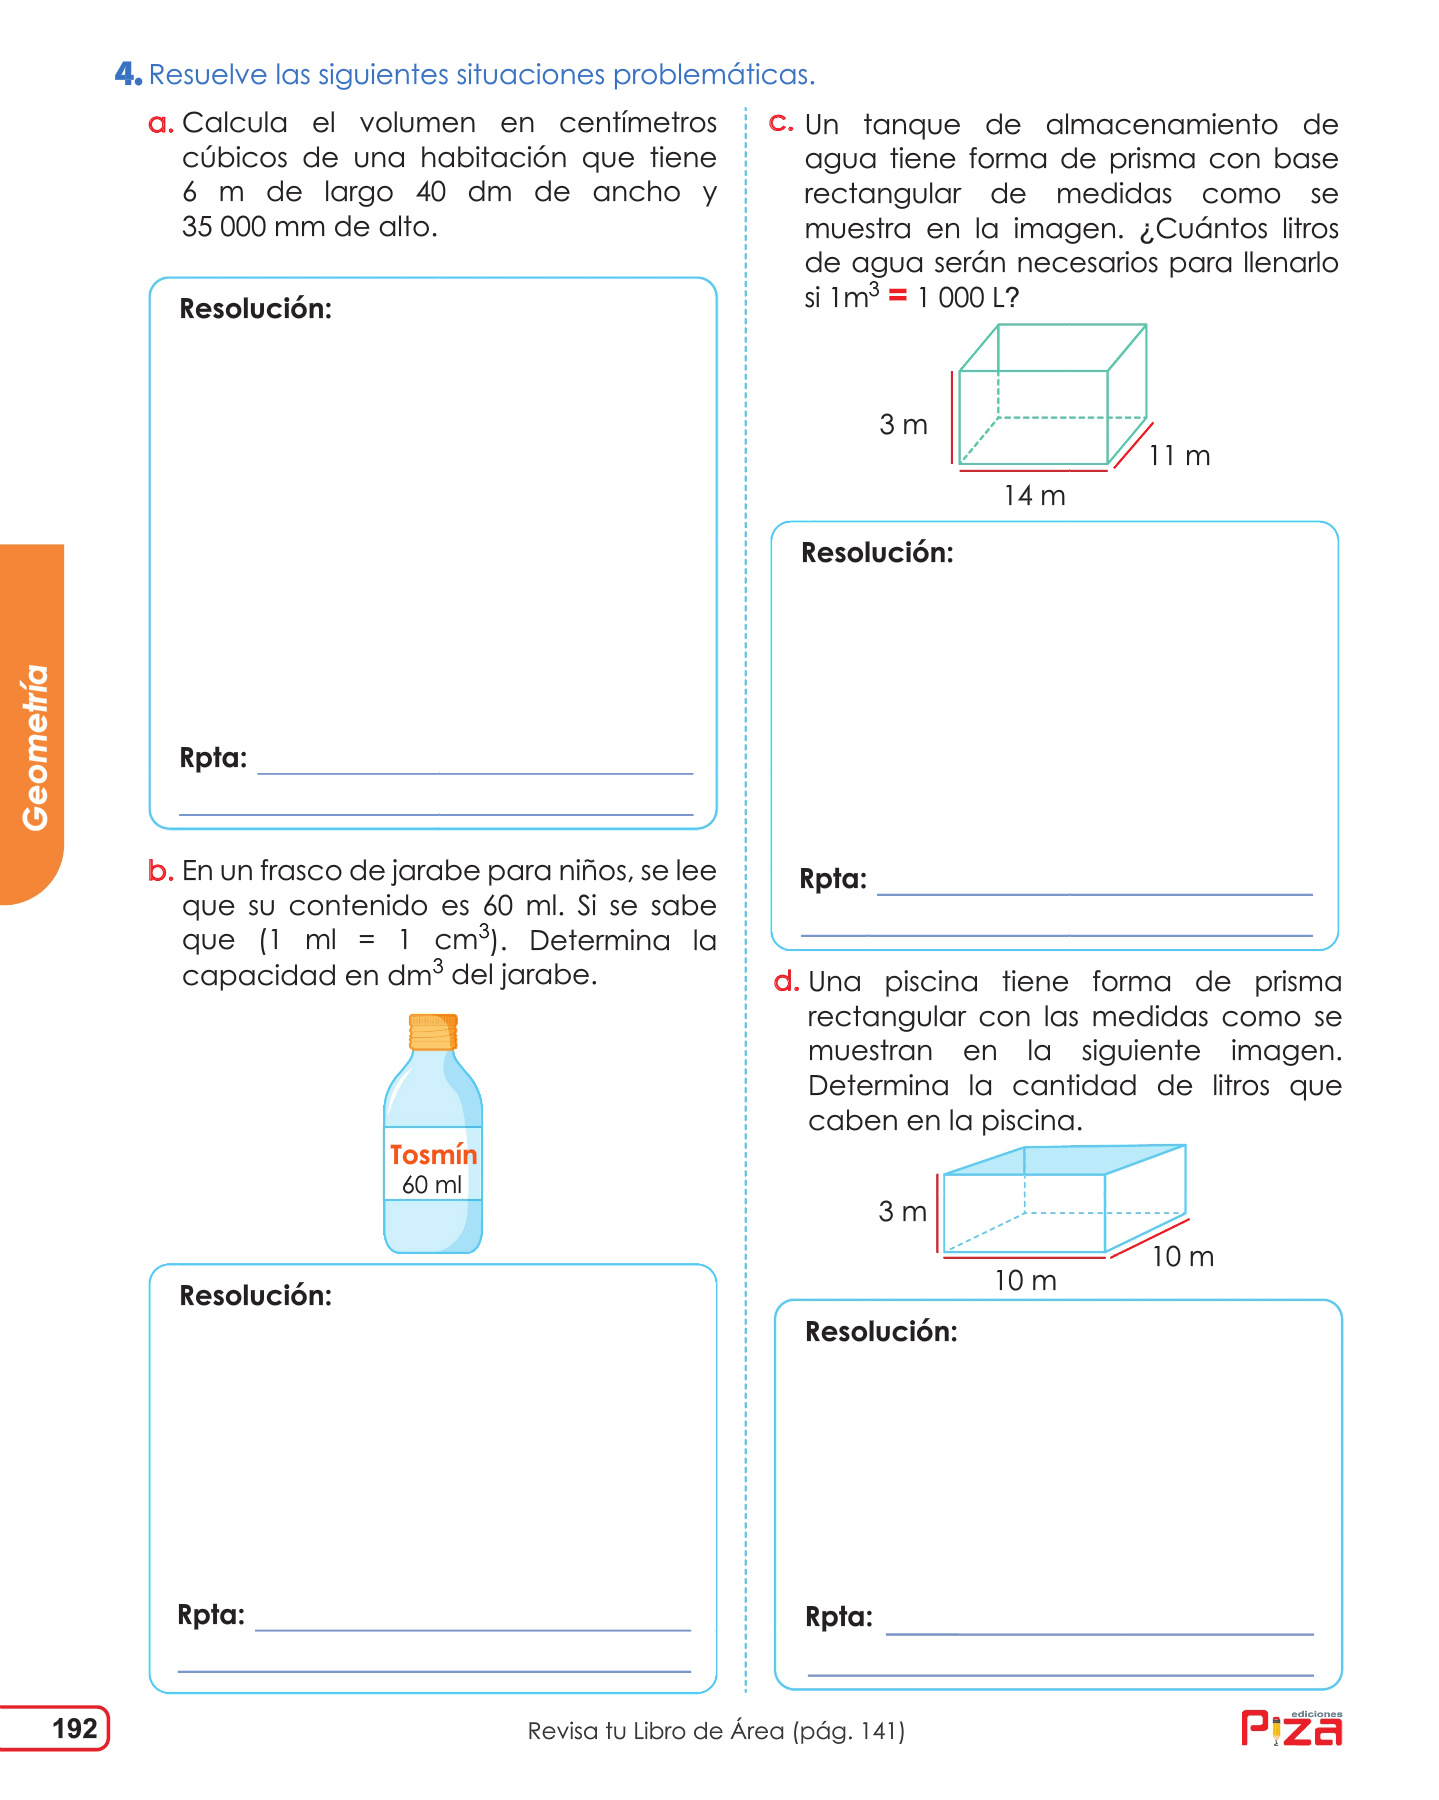 4. Resuelve las siguientes situaciones problemáticas.
a. Calcula el volumen en centímetros
cúbicos de una habitación que tiene
6 m de largo 40 dm de ancho y
35 000 mm de alto.
Resolución:
Rpta:
b. En un frasco de jarabe para niños, se lee
que su contenido es 60 ml. Si se sabe
que (1 ml = 1 cm³). Determina la
capacidad en dm³ del jarabe.
Tosmín
60 ml
Resolución:
Rpta:
c. Un tanque de almacenamiento de
agua tiene forma de prisma con base
rectangular de medidas como se
muestra en la imagen. ¿Cuántos litros
de agua serán necesarios para llenarlo
si 1m³ = 1 000 L?
3 m
11 m
14 m
Resolución:
Rpta:
d. Una piscina tiene forma de prisma
rectangular con las medidas como se
muestran en la siguiente imagen.
Determina la cantidad de litros que
caben en la piscina.
3 m
10 m
10 m
Resolución:
Rpta:
Geometría
192
Revisa tu Libro de Área (pág. 141)
ediciones
Piza